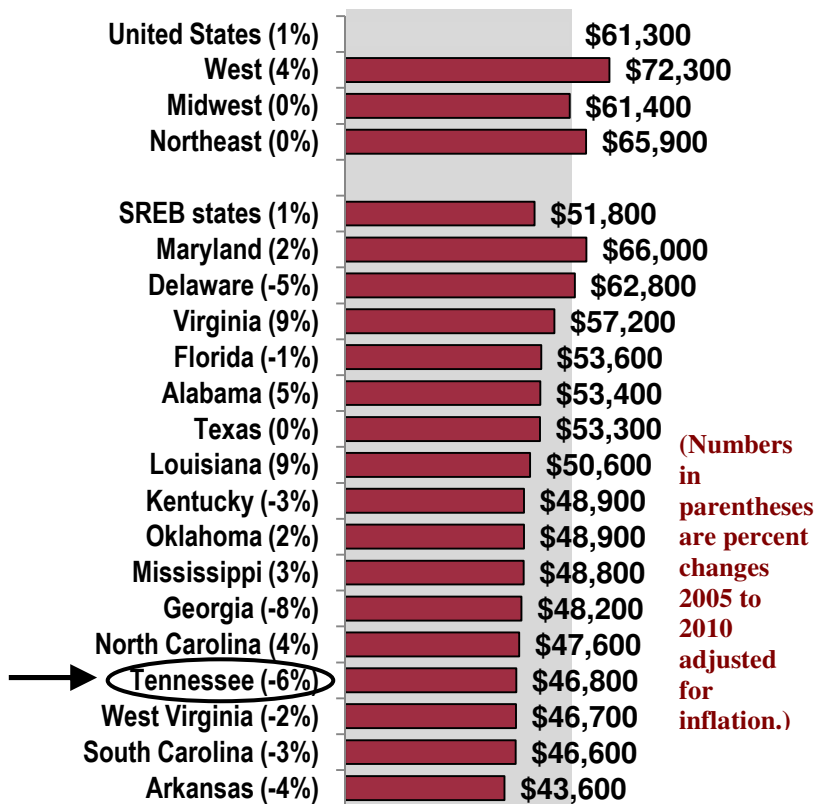 United States (1%) $61,300
West (4%) $72,300
Midwest (0%) $61,400
Northeast (0%) $65,900
SREB states (1%) $51,800
Maryland (2%) $66,000
Delaware (-5%) $62,800
Virginia (9%) $57,200
Florida (-1%) $53,600
Alabama (5%) $53,400
Texas (0%) $53,300
Louisiana (9%) $50,600
Kentucky (-3%) $48,900
Oklahoma (2%) $48,900
Mississippi (3%) $48,800
Georgia (-8%) $48,200
North Carolina (4%) $47,600
Tennessee (-6%) $46,800
West Virginia (-2%) $46,700
South Carolina (-3%) $46,600
Arkansas (-4%) $43,600
(Numbers
in
parentheses
are percent
changes
2005 to
2010
adjusted
for
inflation.)